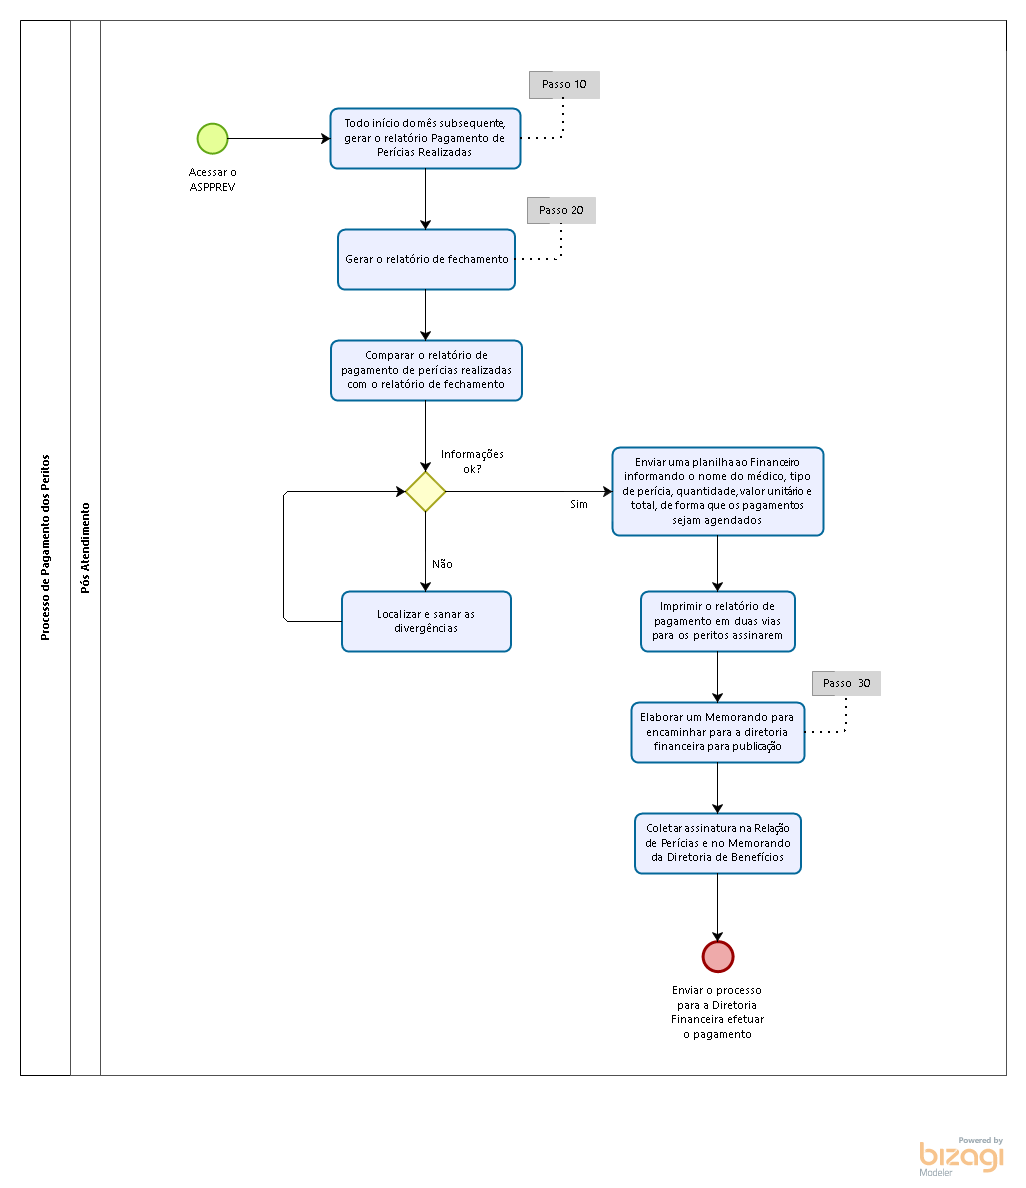 Processo de Pagamento dos Peritos
Pós Atendimento
Passo 10
Todo início do mês subsequente,
gerar o relatório Pagamento de
Perícias Realizadas
Acessar o
ASPPREV
Passo 20
Gerar o relatório de fechamento
Comparar o relatório de
pagamento de perícias realizadas
com o relatório de fechamento
Informações
ok?
Sim
Enviar uma planilha ao Financeiro
informando o nome do médico, tipo
de perícia, quantidade, valor unitário e
total, de forma que os pagamentos
sejam agendados
Não
Localizar e sanar as
divergências
Imprimir o relatório de
pagamento em duas vias
para os peritos assinarem
Passo 30
Elaborar um Memorando para
encaminhar para a diretoria
financeira para publicação
Coletar assinatura na Relação
de Perícias e no Memorando
da Diretoria de Benefícios
Enviar o processo
para a Diretoria
Financeira efetuar
o pagamento
Powered by
bizagi
Modeler